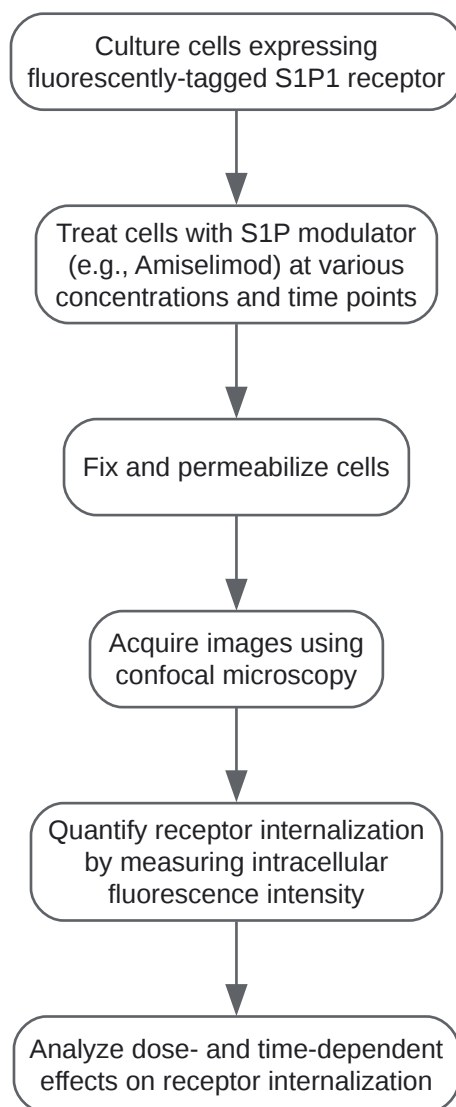 Culture cells expressing
fluorescently-tagged S1P1 receptor
Treat cells with S1P modulator
(e.g., Amiselimod) at various
concentrations and time points
Fix and permeabilize cells
Acquire images using
confocal microscopy
Quantify receptor internalization
by measuring intracellular
fluorescence intensity
Analyze dose- and time-dependent
effects on receptor internalization